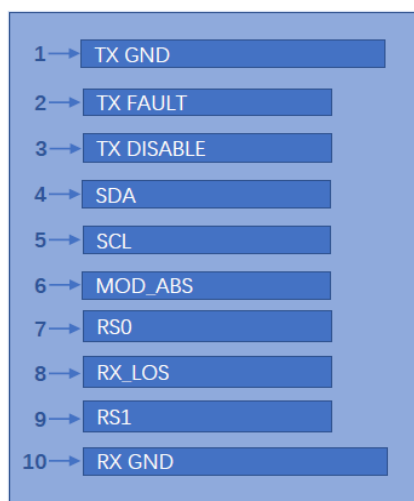 1 TX GND
2 TX FAULT
3 TX DISABLE
4 SDA
5 SCL
6 MOD_ABS
7 RS0
8 RX_LOS
9 RS1
10 RX GND